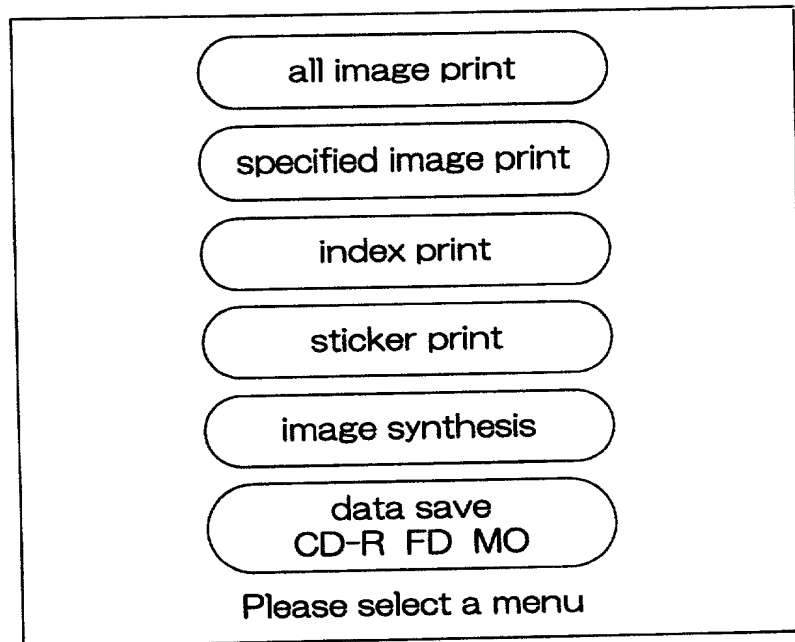 all image print
specified image print
index print
sticker print
image synthesis
data save
CD-R FD MO
Please select a menu